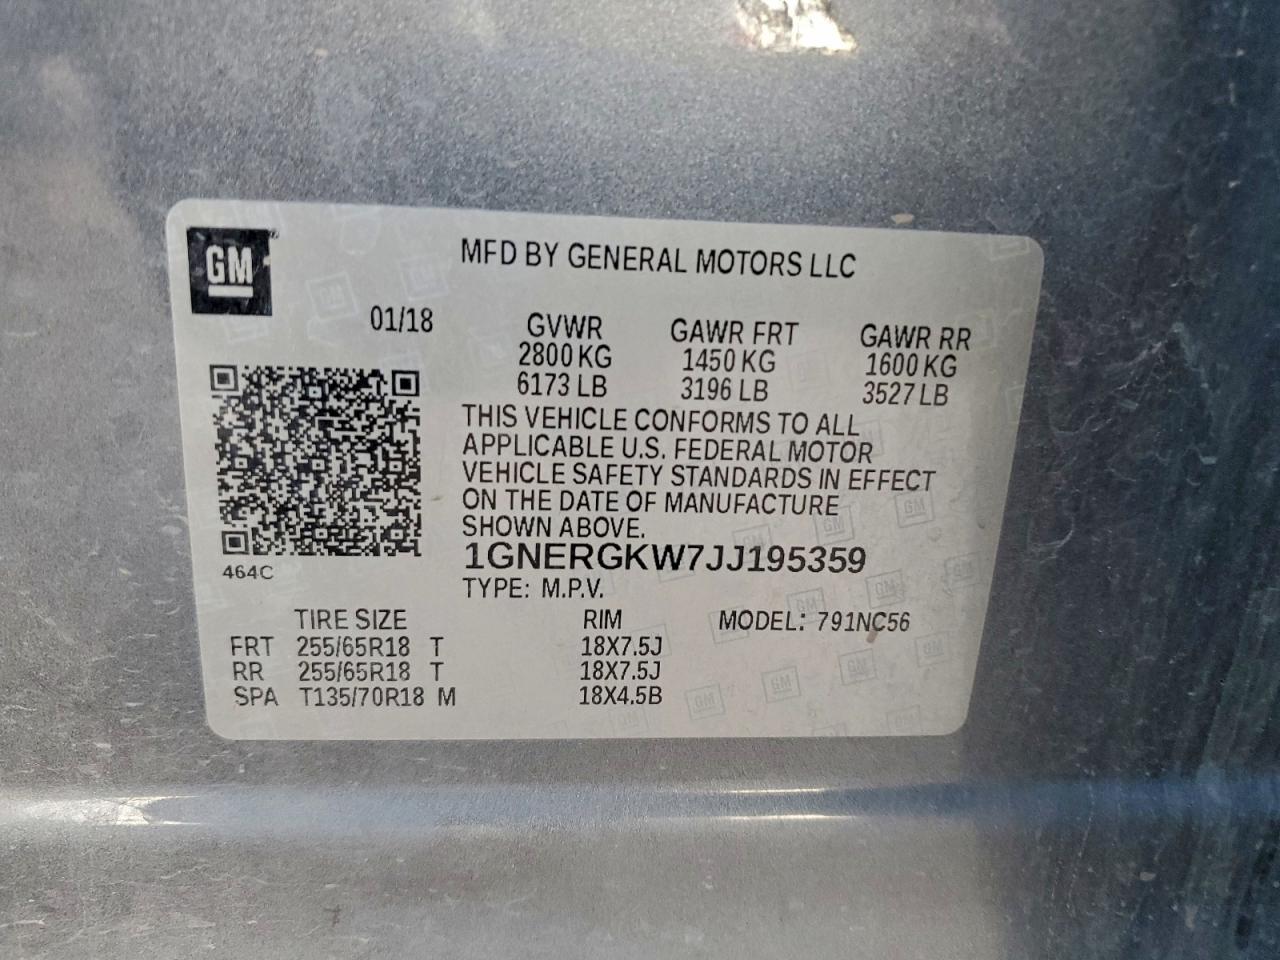 GM
MFD BY GENERAL MOTORS LLC
01/18 GVWR GAWR FRT GAWR RR
2800 KG 1450 KG 1600 KG
6173 LB 3196 LB 3527 LB
THIS VEHICLE CONFORMS TO ALL
APPLICABLE U.S. FEDERAL MOTOR
VEHICLE SAFETY STANDARDS IN EFFECT
ON THE DATE OF MANUFACTURE
SHOWN ABOVE.
1GNERGKW7JJ195359
464C
TYPE: M.P.V.
TIRE SIZE RIM MODEL: 791NC56
FRT 255/65R18 T 18X7.5J
RR 255/65R18 T 18X7.5J
SPA T135/70R18 M 18X4.5B